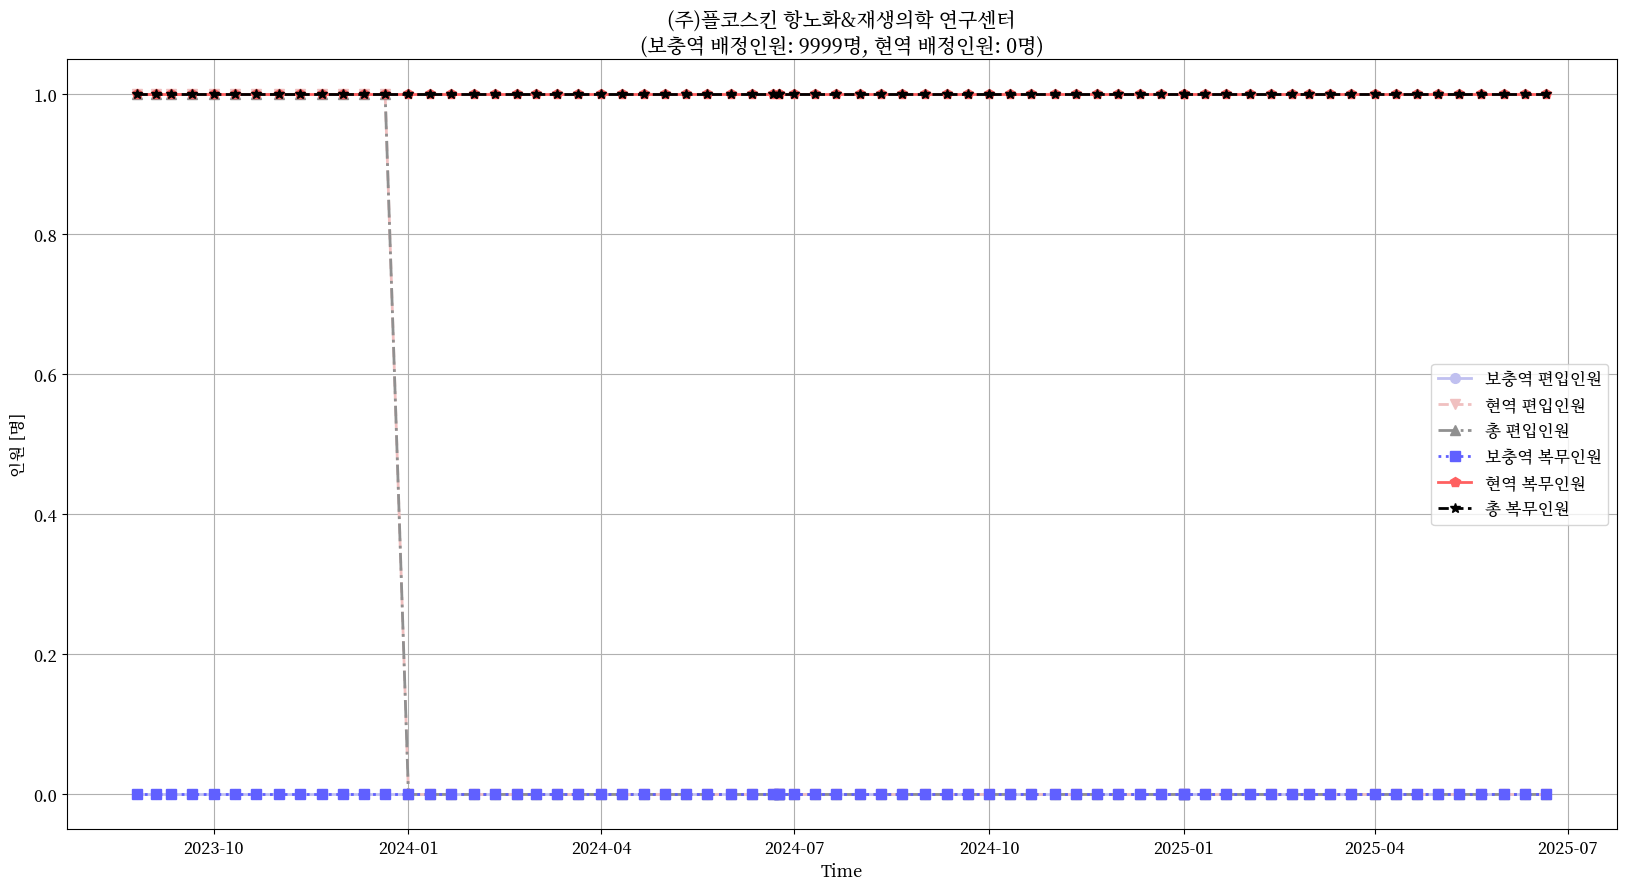 (주)플코스킨 항노화&재생의학 연구센터
(보충역 배정인원: 9999명, 현역 배정인원: 0명)
인원 [명]
1.0
0.8
0.6
0.4
0.2
0.0
보충역 편입인원
현역 편입인원
총 편입인원
보충역 복무인원
현역 복무인원
총 복무인원
2023-10
2024-01
2024-04
2024-07
2024-10
2025-01
2025-04
2025-07
Time